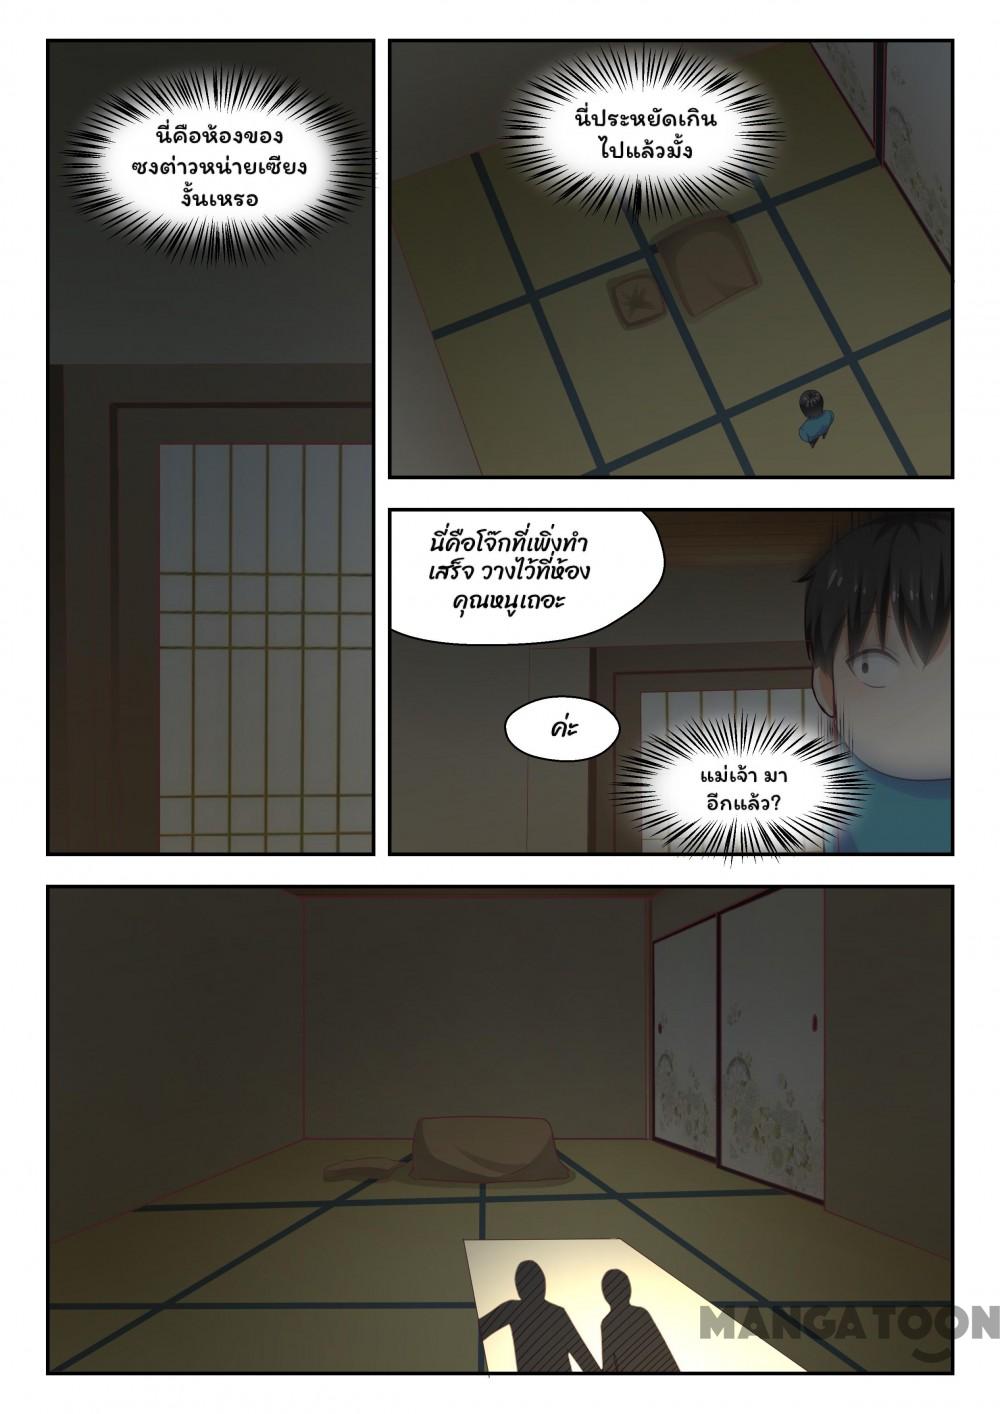 นี่คือห้องของ
ซงต่าวหน่ายเซียง
งั้นเหรอ
นี่ประหยัดเกิน
ไปแล้วมั้ง
นี่คือโจ๊กที่เพิ่งทำ
เสร็จ วางไว้ที่ห้อง
คุณหนูเถอะ
ค่ะ
แม่เจ้า มา
อีกแล้ว?
MANGATOON